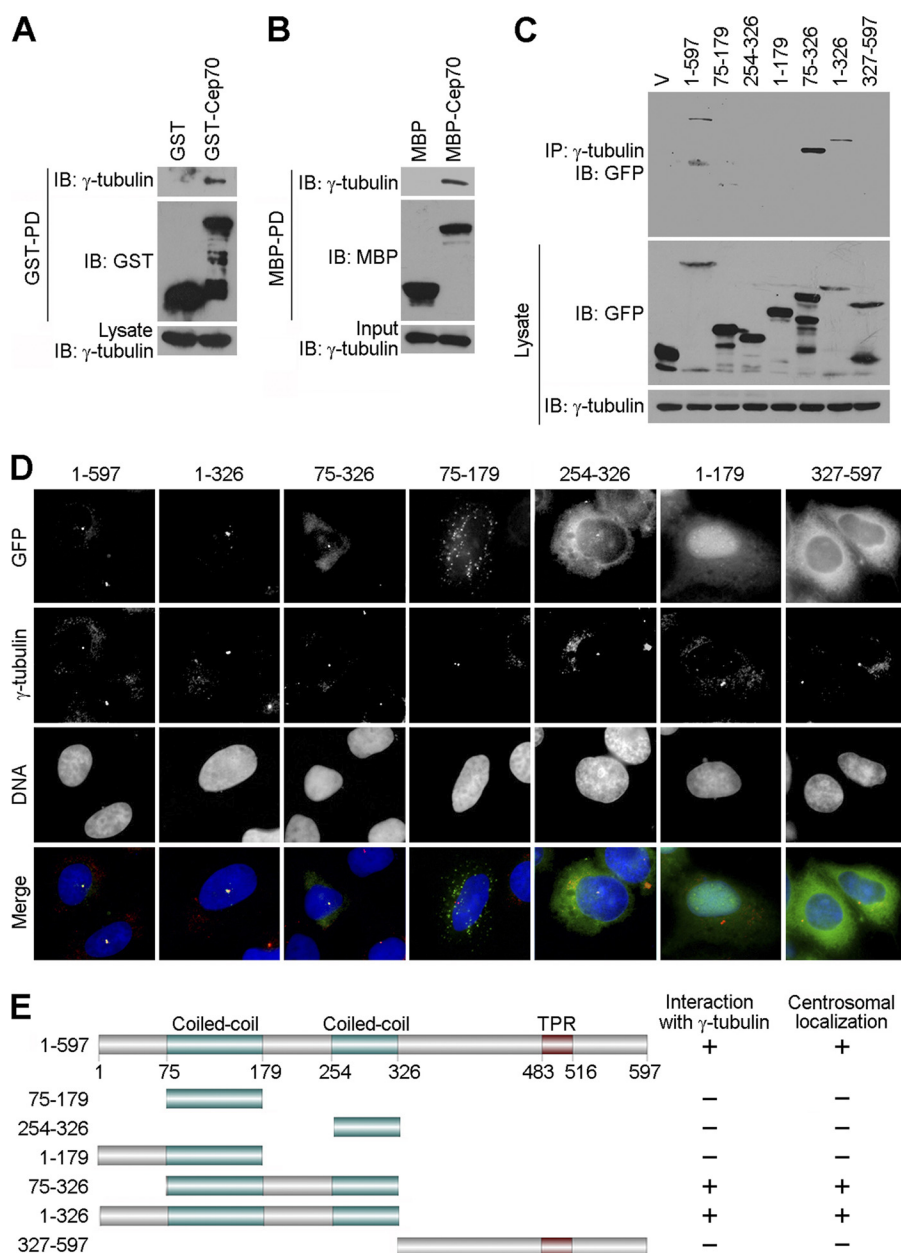 A
GST
GST-Cep70
GST-PD
IB: γ-tubulin
IB: GST
Lysate
IB: γ-tubulin
B
MBP
MBP-Cep70
MBP-PD
IB: γ-tubulin
IB: MBP
Input
IB: γ-tubulin
C
V
1-597
75-179
254-326
1-179
75-326
1-326
327-597
IP: γ-tubulin
IB: GFP
Lysate
IB: GFP
IB: γ-tubulin
D
1-597 1-326 75-326 75-179 254-326 1-179 327-597
GFP
γ-tubulin
DNA
Merge
E
Interaction with γ-tubulin
Centrosomal localization
Coiled-coil Coiled-coil TPR
1-597 + +
1 75 179 254 326 483 516 597
75-179 − −
254-326 − −
1-179 − −
75-326 + +
1-326 + +
327-597 − −